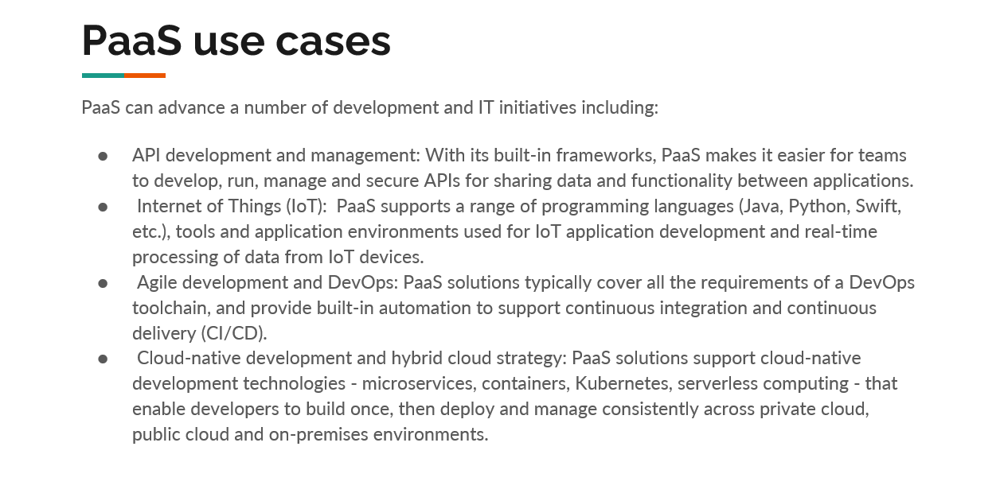 PaaS use cases
PaaS can advance a number of development and IT initiatives including:
● API development and management: With its built-in frameworks, PaaS makes it easier for teams
to develop, run, manage and secure APIs for sharing data and functionality between applications.
● Internet of Things (IoT): PaaS supports a range of programming languages (Java, Python, Swift,
etc.), tools and application environments used for IoT application development and real-time
processing of data from IoT devices.
● Agile development and DevOps: PaaS solutions typically cover all the requirements of a DevOps
toolchain, and provide built-in automation to support continuous integration and continuous
delivery (CI/CD).
● Cloud-native development and hybrid cloud strategy: PaaS solutions support cloud-native
development technologies - microservices, containers, Kubernetes, serverless computing - that
enable developers to build once, then deploy and manage consistently across private cloud,
public cloud and on-premises environments.